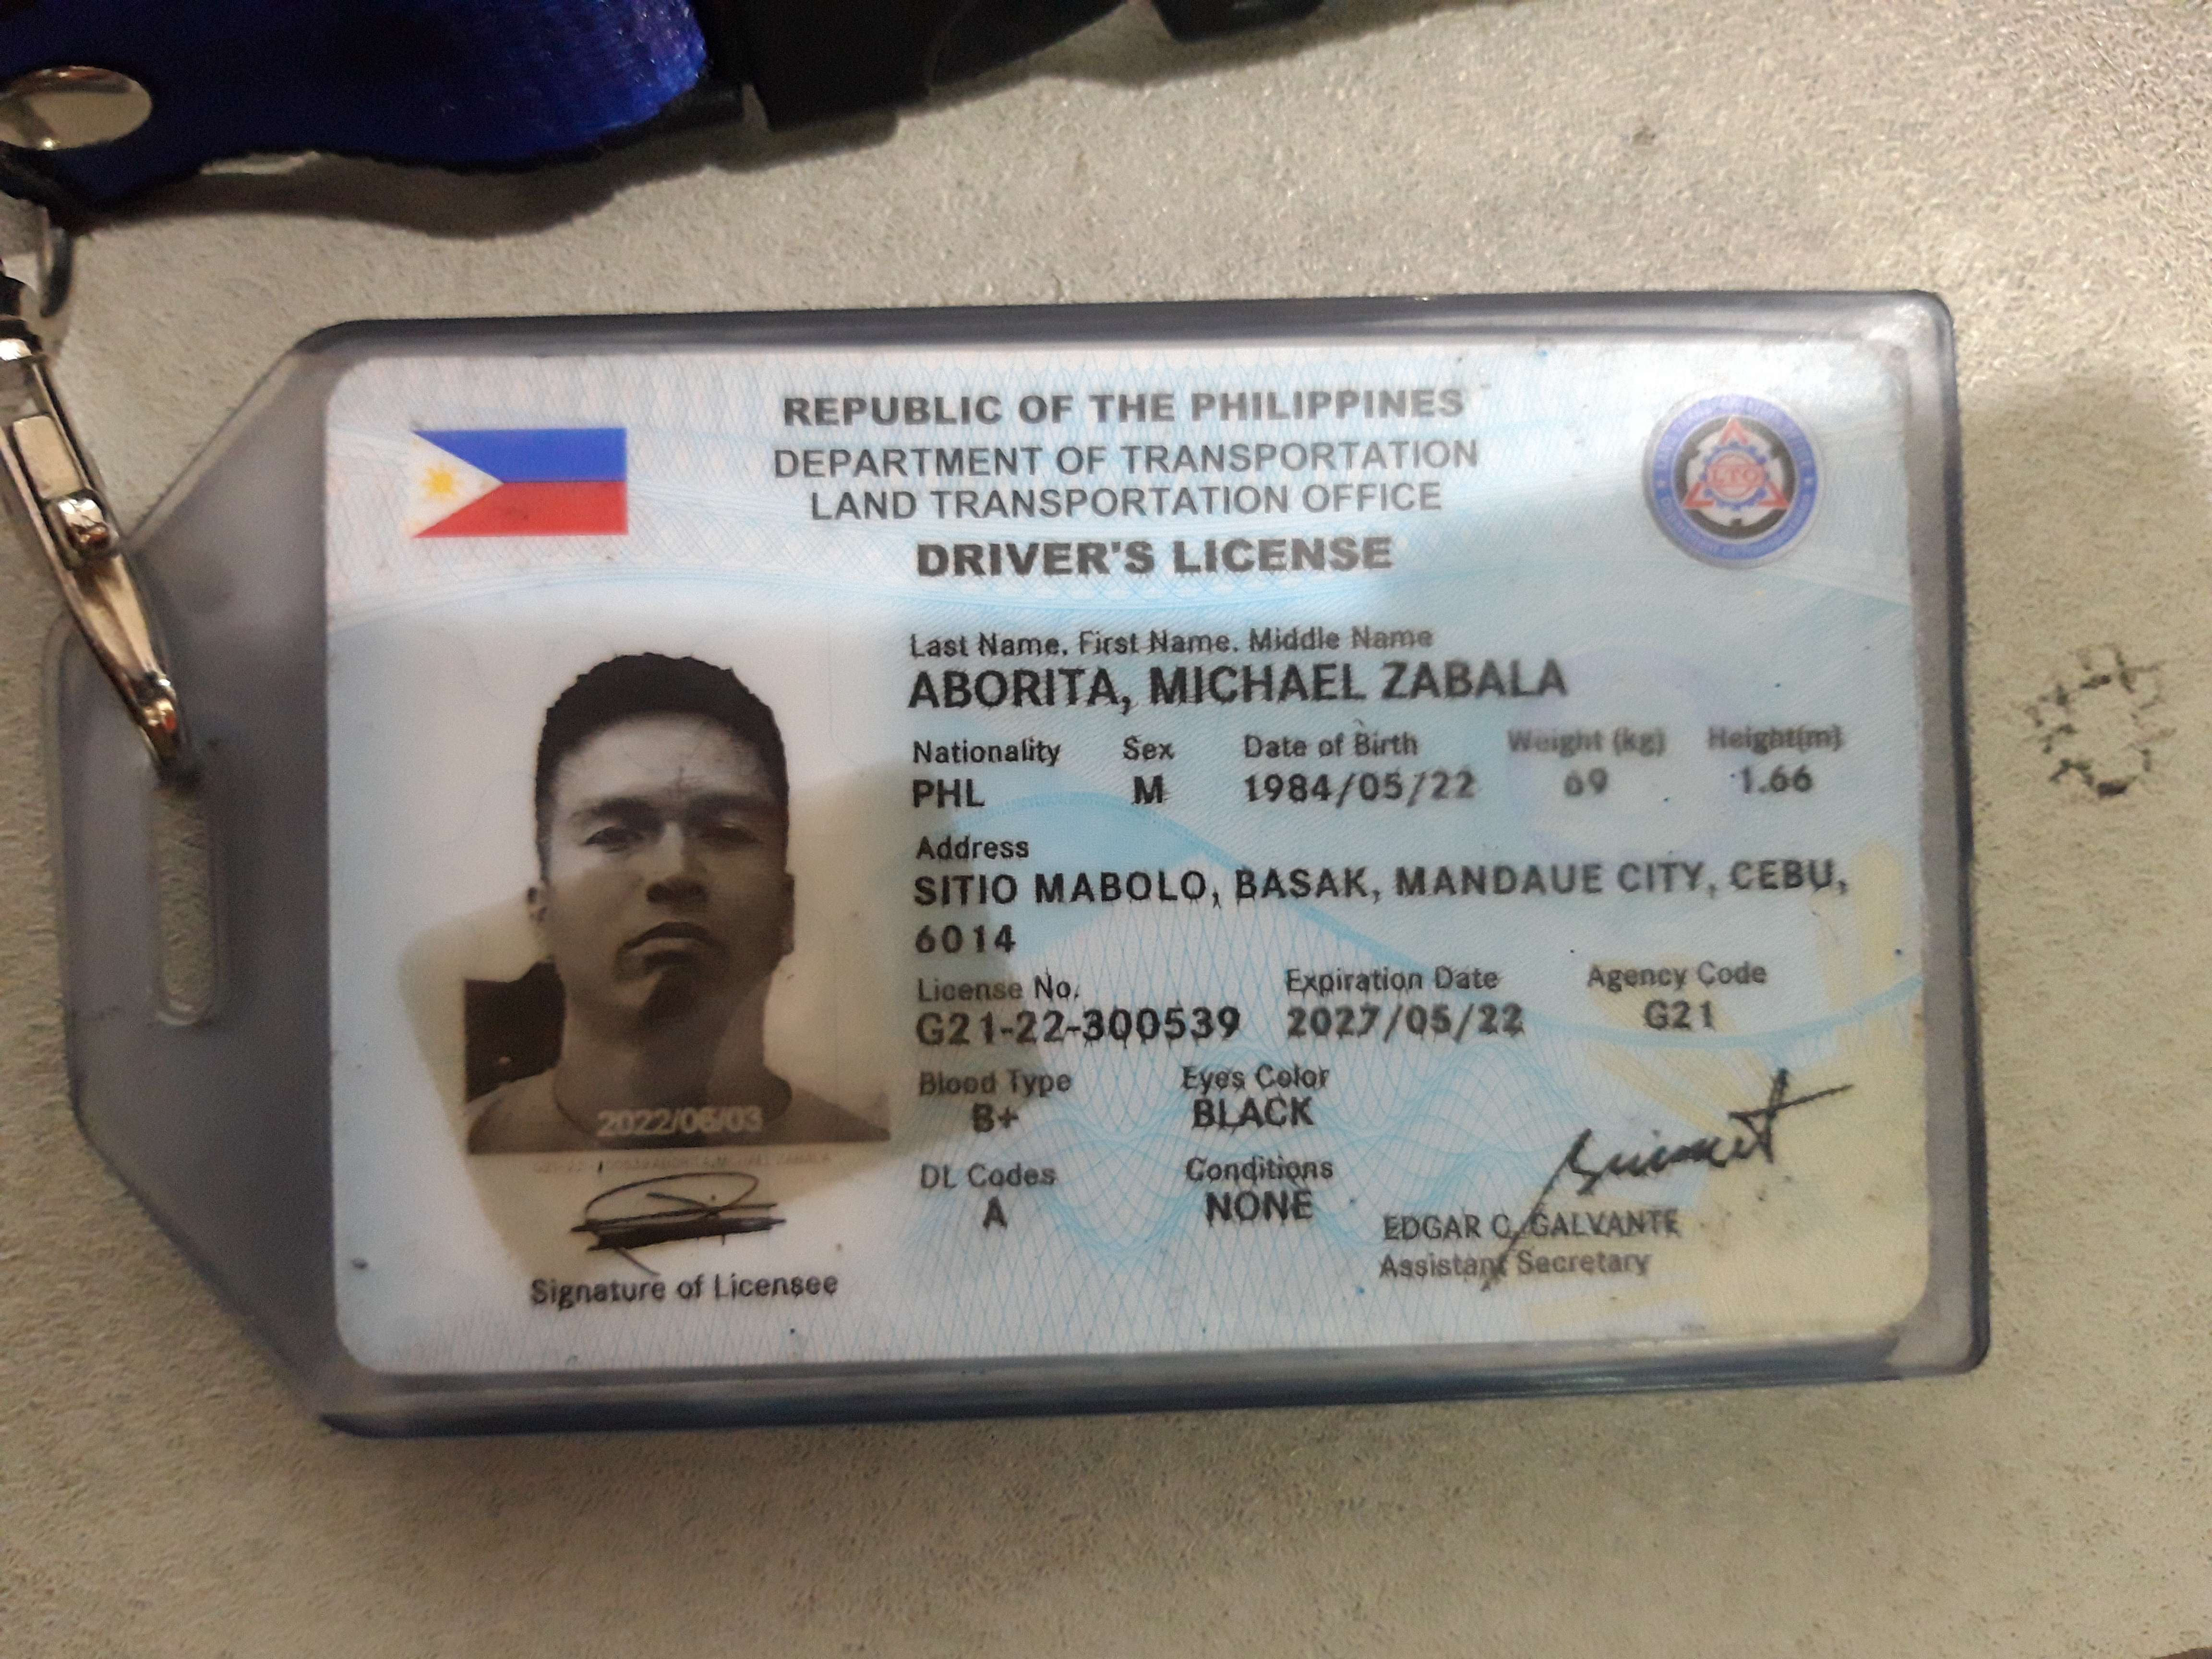 REPUBLIC OF THE PHILIPPINES
DEPARTMENT OF TRANSPORTATION
LAND TRANSPORTATION OFFICE
DRIVER'S LICENSE
LTO
Last Name, First Name, Middle Name
ABORITA, MICHAEL ZABALA
Nationality Sex Date of Birth Weight (kg) Height(m)
PHL M 1984/05/22 69 1.66
Address
SITIO MABOLO, BASAK, MANDAUE CITY, CEBU,
6014
License No. Expiration Date Agency Code
G21-22-300539 2027/05/22 G21
Blood Type Eyes Color
B+ BLACK
DL Codes Conditions
A NONE
2022/06/03
Signature of Licensee
EDGAR C. GALVANTE
Assistant Secretary